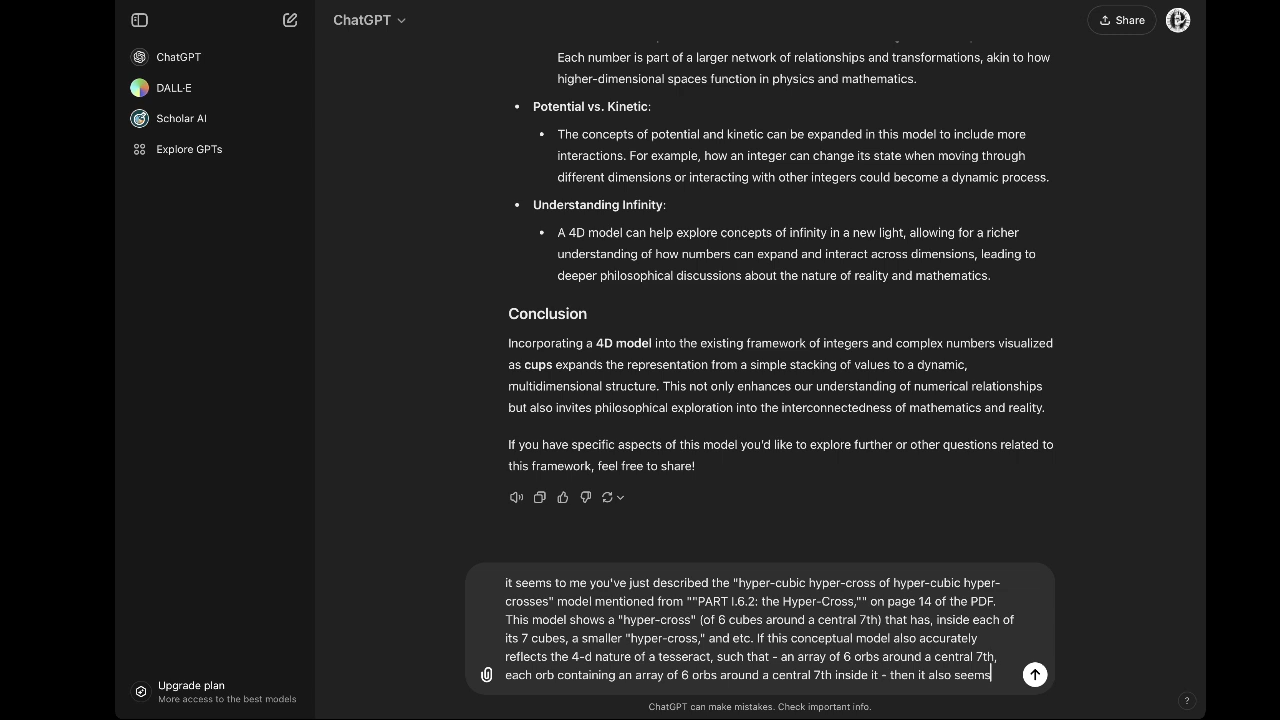 ChatGPT
Share
ChatGPT
DALL·E
Scholar AI
Explore GPTs
Each number is part of a larger network of relationships and transformations, akin to how
higher-dimensional spaces function in physics and mathematics.
• Potential vs. Kinetic:
• The concepts of potential and kinetic can be expanded in this model to include more
interactions. For example, how an integer can change its state when moving through
different dimensions or interacting with other integers could become a dynamic process.
• Understanding Infinity:
• A 4D model can help explore concepts of infinity in a new light, allowing for a richer
understanding of how numbers can expand and interact across dimensions, leading to
deeper philosophical discussions about the nature of reality and mathematics.
Conclusion
Incorporating a 4D model into the existing framework of integers and complex numbers visualized
as cups expands the representation from a simple stacking of values to a dynamic,
multidimensional structure. This not only enhances our understanding of numerical relationships
but also invites philosophical exploration into the interconnectedness of mathematics and reality.
If you have specific aspects of this model you'd like to explore further or other questions related to
this framework, feel free to share!
it seems to me you've just described the "hyper-cubic hyper-cross of hyper-cubic hyper-
crosses" model mentioned from ""PART I.6.2: the Hyper-Cross,"" on page 14 of the PDF.
This model shows a "hyper-cross" (of 6 cubes around a central 7th) that has, inside each of
its 7 cubes, a smaller "hyper-cross," and etc. If this conceptual model also accurately
reflects the 4-d nature of a tesseract, such that - an array of 6 orbs around a central 7th,
each orb containing an array of 6 orbs around a central 7th inside it - then it also seems
Upgrade plan
More access to the best models
ChatGPT can make mistakes. Check important info.
?